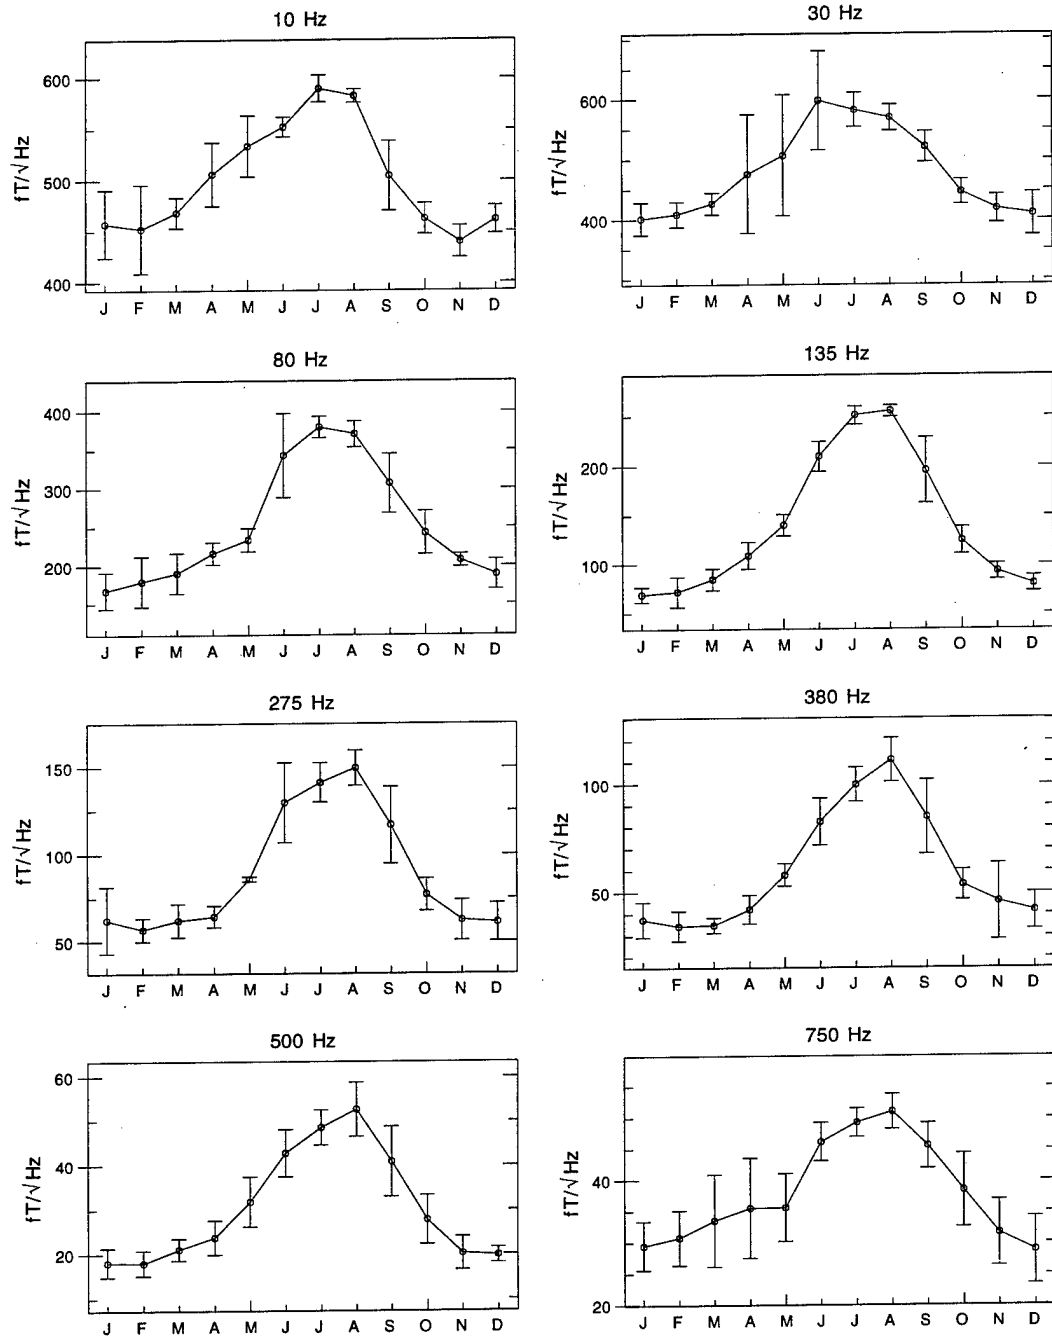 10 Hz
fT/√Hz
600
500
400
J F M A M J J A S O N D
30 Hz
fT/√Hz
600
400
J F M A M J J A S O N D
80 Hz
fT/√Hz
400
300
200
J F M A M J J A S O N D
135 Hz
fT/√Hz
200
100
J F M A M J J A S O N D
275 Hz
fT/√Hz
150
100
50
J F M A M J J A S O N D
380 Hz
fT/√Hz
100
50
J F M A M J J A S O N D
500 Hz
fT/√Hz
60
40
20
J F M A M J J A S O N D
750 Hz
fT/√Hz
40
20
J F M A M J J A S O N D